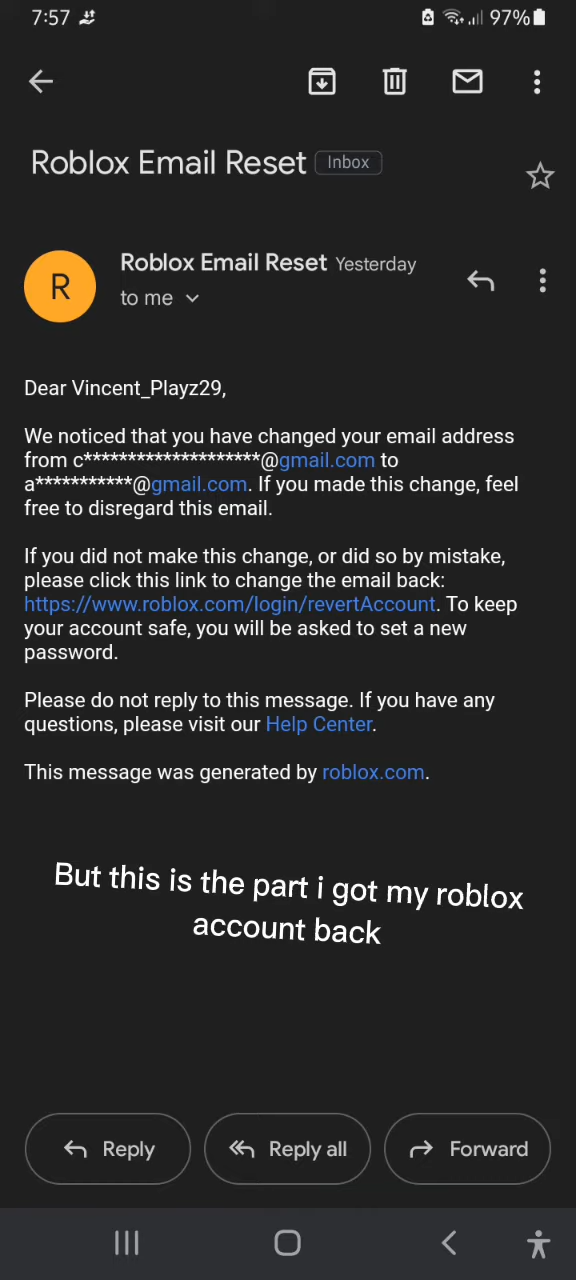 7:57 97%
Roblox Email Reset Inbox
R
Roblox Email Reset Yesterday
to me
Dear Vincent_Playz29,
We noticed that you have changed your email address
from c********************@gmail.com to
a***********@gmail.com. If you made this change, feel
free to disregard this email.
If you did not make this change, or did so by mistake,
please click this link to change the email back:
https://www.roblox.com/login/revertAccount. To keep
your account safe, you will be asked to set a new
password.
Please do not reply to this message. If you have any
questions, please visit our Help Center.
This message was generated by roblox.com.
But this is the part i got my roblox
account back
Reply Reply all Forward